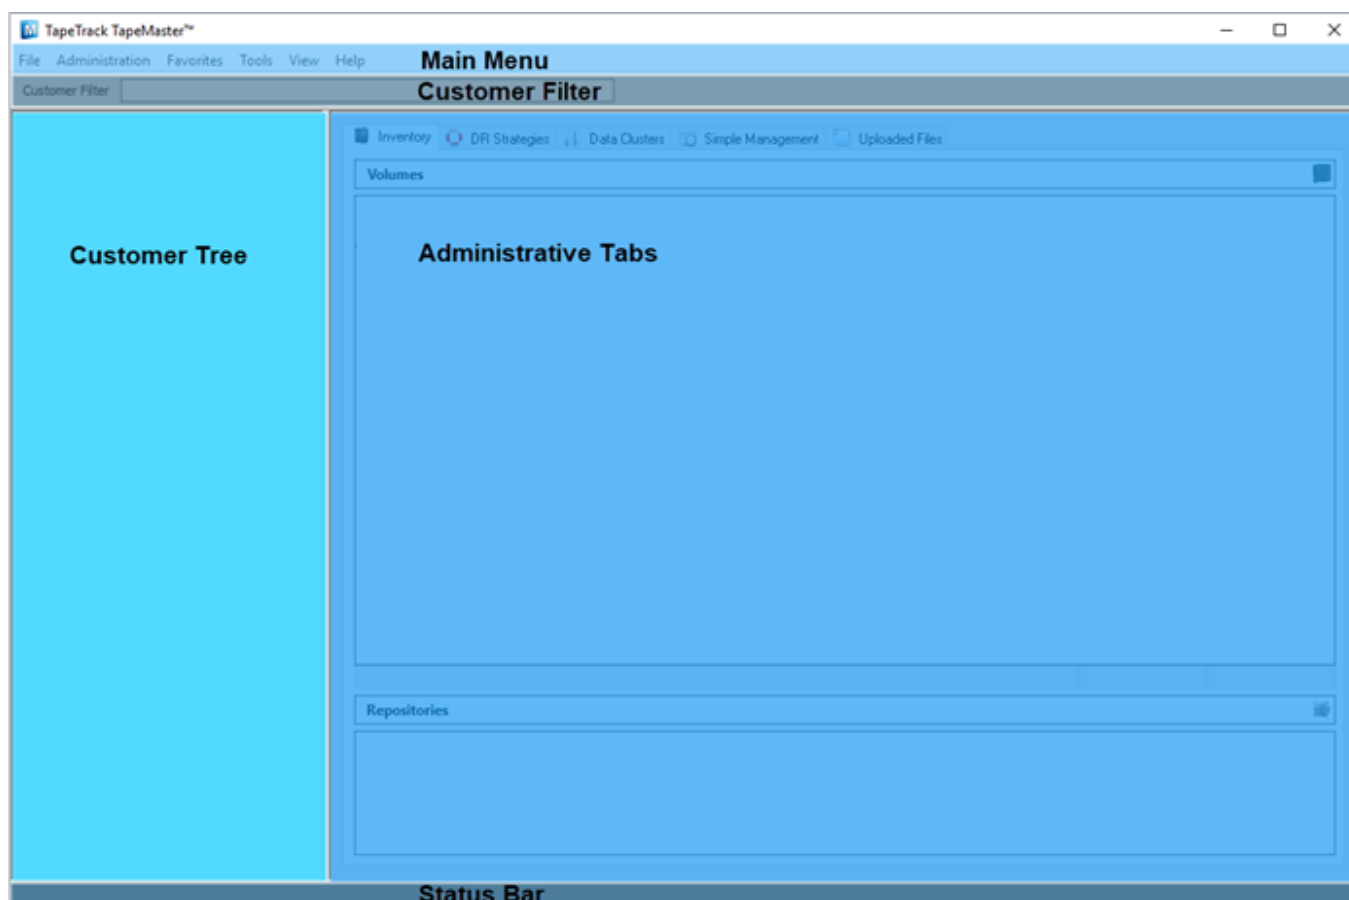 TapeTrack TapeMaster™
File Administration Favorites Tools View Help Main Menu
Customer Filter Customer Filter
Inventory DR Strategies Data Clusters Simple Management Uploaded Files
Volumes
Customer Tree
Administrative Tabs
Repositories
Status Bar